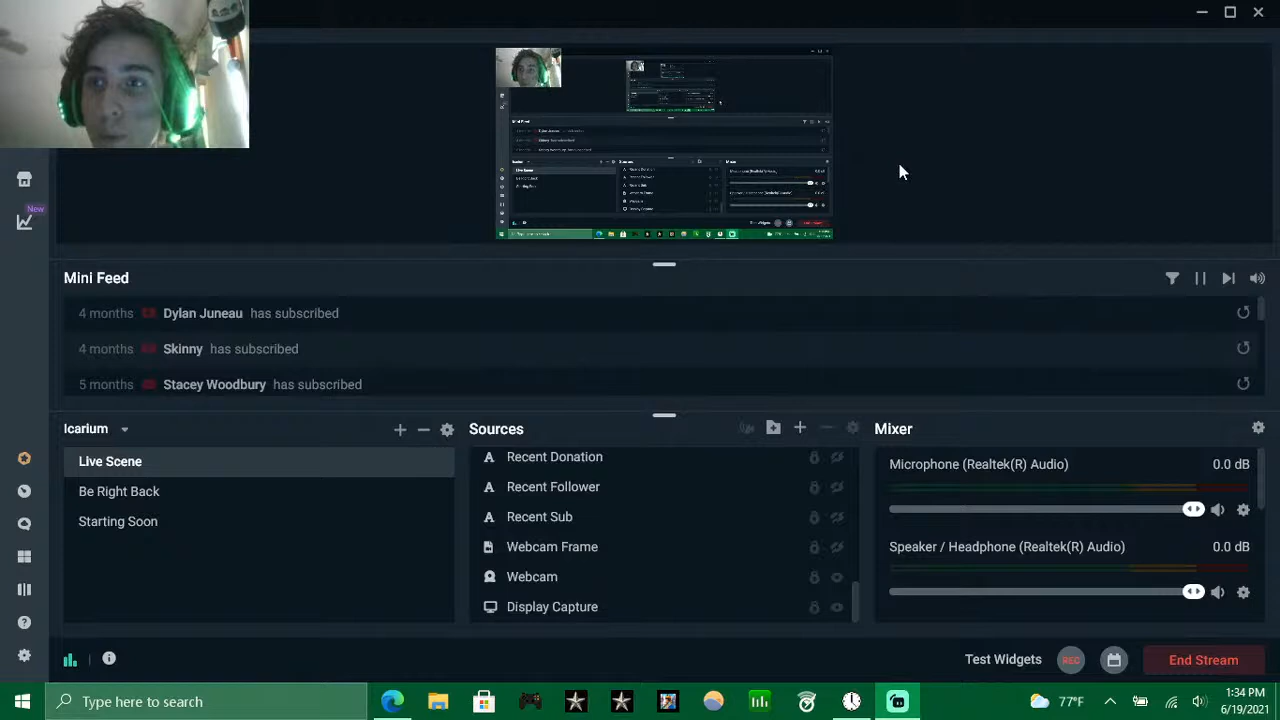 New
Mini Feed
4 months Dylan Juneau has subscribed
4 months Skinny has subscribed
5 months Stacey Woodbury has subscribed
Icarium
Live Scene
Be Right Back
Starting Soon
Sources
Recent Donation
Recent Follower
Recent Sub
Webcam Frame
Webcam
Display Capture
Mixer
Microphone (Realtek(R) Audio) 0.0 dB
Speaker / Headphone (Realtek(R) Audio) 0.0 dB
Test Widgets REC End Stream
Type here to search
77°F
1:34 PM
6/19/2021